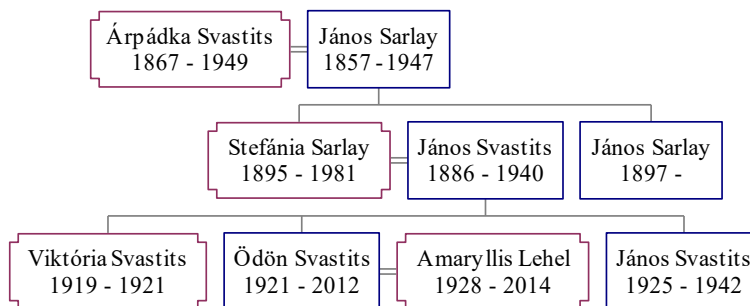 Árpádka Svastits
1867 - 1949
János Sarlay
1857 - 1947
Stefánia Sarlay
1895 - 1981
János Svastits
1886 - 1940
János Sarlay
1897 -
Viktória Svastits
1919 - 1921
Ödön Svastits
1921 - 2012
Amaryllis Lehel
1928 - 2014
János Svastits
1925 - 1942